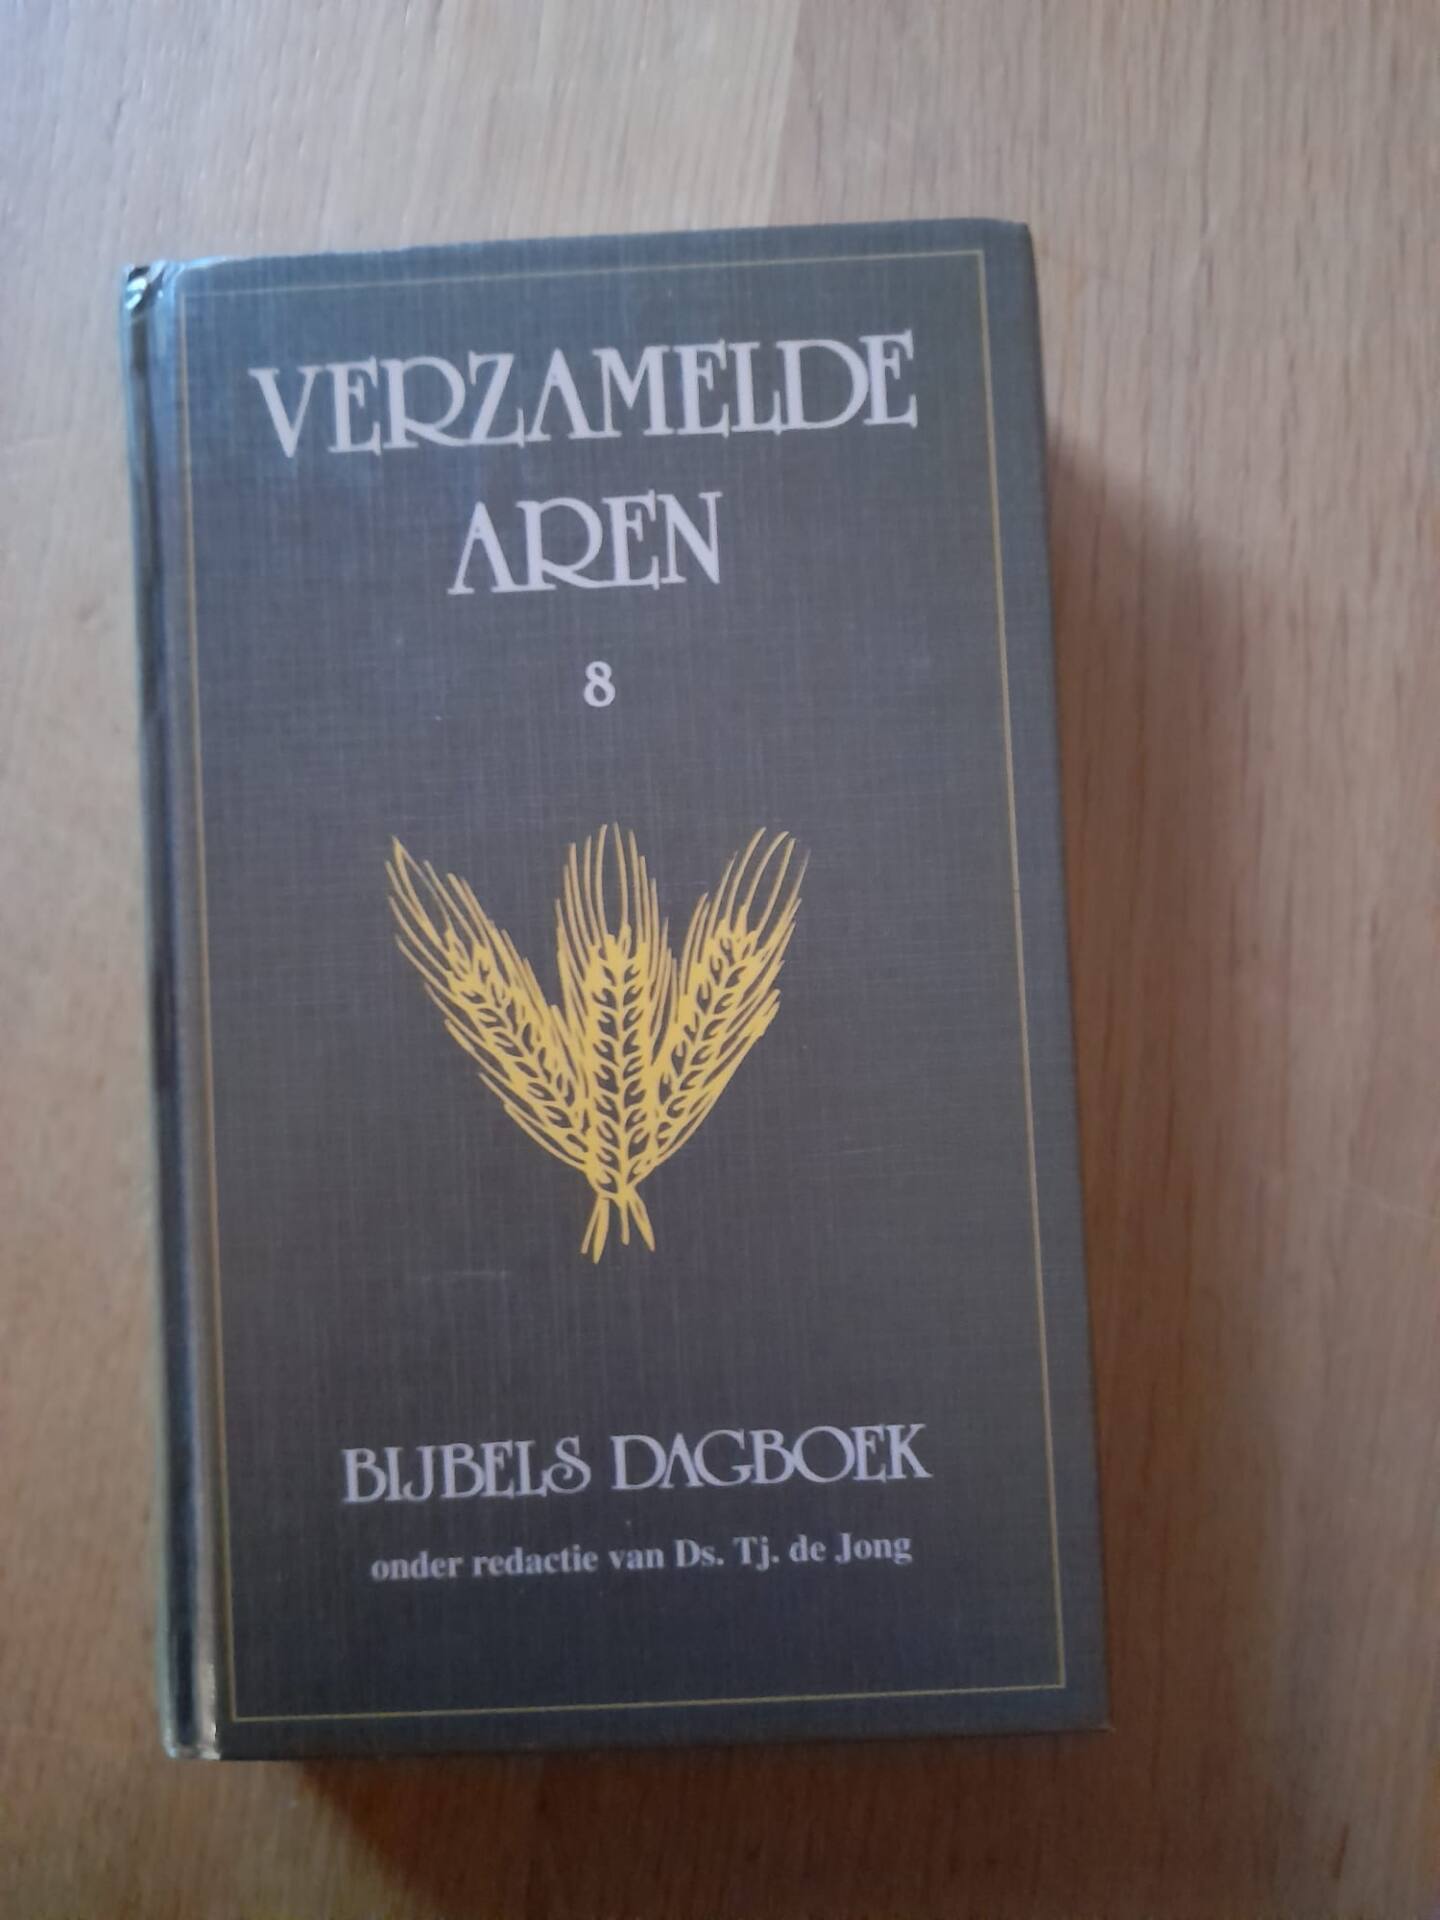 VERZAMELDE
AREN
8
BIJBELS DAGBOEK
onder redactie van Ds. Tj. de Jong